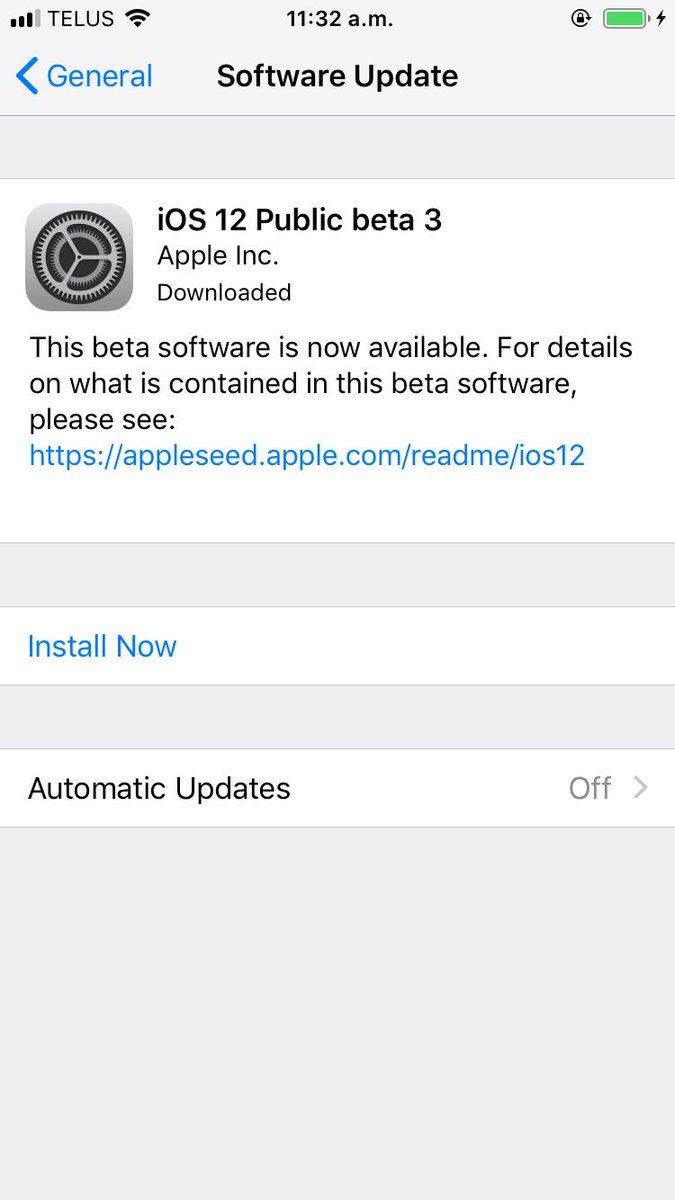 TELUS 11:32 a.m.
General Software Update
iOS 12 Public beta 3
Apple Inc.
Downloaded
This beta software is now available. For details
on what is contained in this beta software,
please see:
https://appleseed.apple.com/readme/ios12
Install Now
Automatic Updates Off